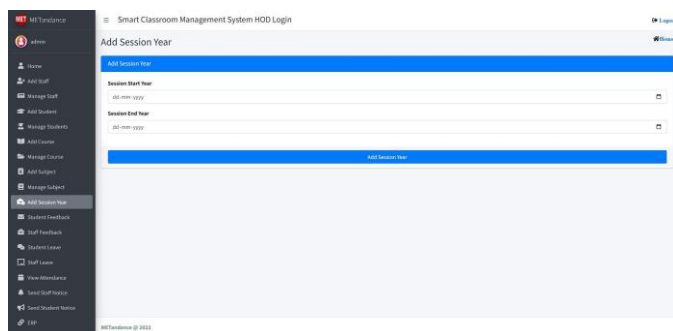 MET METandance
admin
Home
Add Staff
Manage Staff
Add Student
Manage Students
Add Course
Manage Course
Add Subject
Manage Subject
Add Session Year
Student Feedback
Staff Feedback
Student Leave
Staff Leave
View Attendance
Send Staff Notice
Send Student Notice
ERP
Smart Classroom Management System HOD Login
Add Session Year
Add Session Year
Session Start Year
dd-mm-yyyy
Session End Year
dd-mm-yyyy
Add Session Year
METandance @ 2022